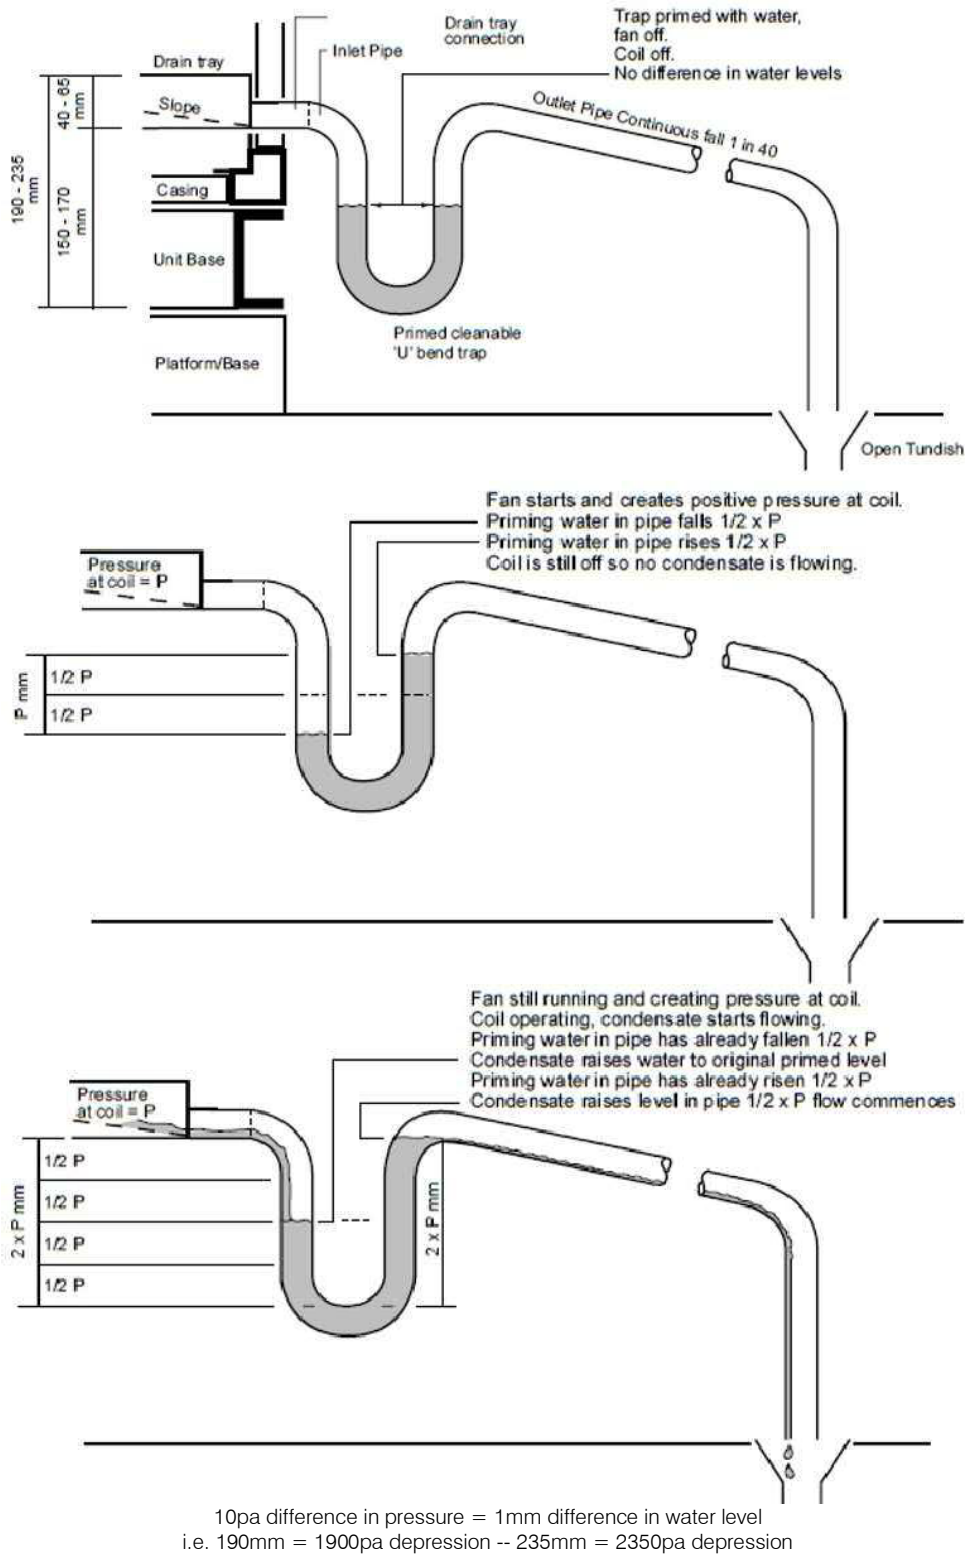 Drain tray
connection
Trap primed with water,
fan off.
Coil off.
No difference in water levels
Inlet Pipe
Drain tray
Slope
40 - 65
mm
Outlet Pipe Continuous fall 1 in 40
190 - 235
mm
150 - 170
mm
Casing
Unit Base
Primed cleanable
'U' bend trap
Platform/Base
Open Tundish
Fan starts and creates positive pressure at coil.
Priming water in pipe falls 1/2 x P
Priming water in pipe rises 1/2 x P
Coil is still off so no condensate is flowing.
Pressure
at coil = P
P mm
1/2 P
1/2 P
Fan still running and creating pressure at coil.
Coil operating, condensate starts flowing.
Priming water in pipe has already fallen 1/2 x P
Condensate raises water to original primed level
Priming water in pipe has already risen 1/2 x P
Condensate raises level in pipe 1/2 x P flow commences
Pressure
at coil = P
2 x P mm
1/2 P
1/2 P
1/2 P
1/2 P
2 x P mm
10pa difference in pressure = 1mm difference in water level
i.e. 190mm = 1900pa depression -- 235mm = 2350pa depression